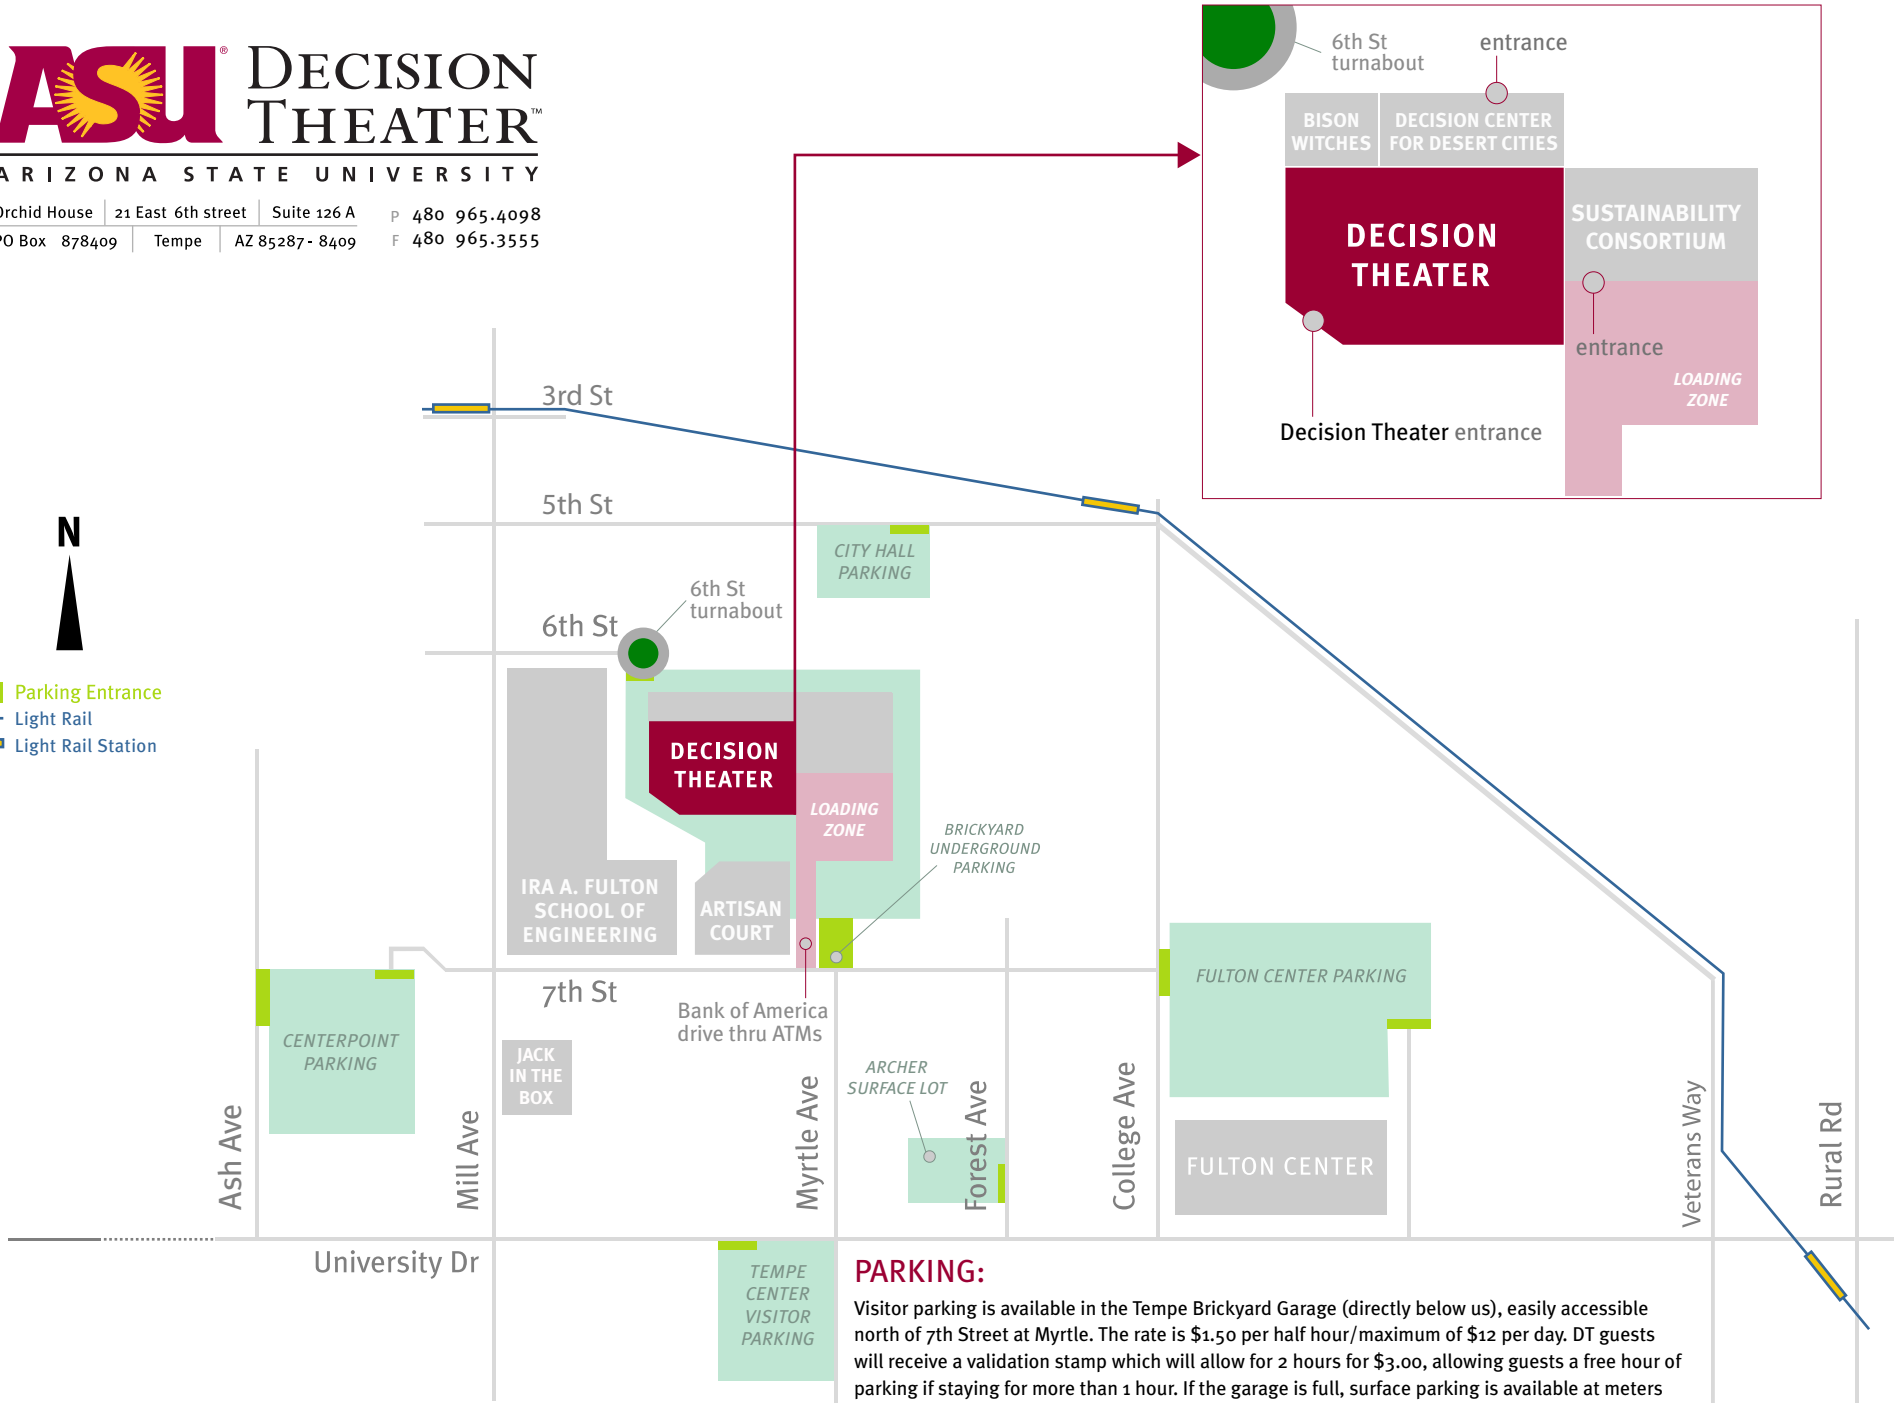 ASU®
DECISION
THEATER™
ARIZONA STATE UNIVERSITY
Orchid House | 21 East 6th street | Suite 126 A
PO Box 878409 | Tempe | AZ 85287-8409
P 480 965.4098
F 480 965.3555
6th St
turnabout
entrance
BISON
WITCHES
DECISION CENTER
FOR DESERT CITIES
DECISION
THEATER
SUSTAINABILITY
CONSORTIUM
entrance
LOADING
ZONE
Decision Theater entrance
3rd St
5th St
N
CITY HALL
PARKING
6th St
turnabout
6th St
Parking Entrance
Light Rail
Light Rail Station
DECISION
THEATER
LOADING
ZONE
BRICKYARD
UNDERGROUND
PARKING
IRA A. FULTON
SCHOOL OF
ENGINEERING
ARTISAN
COURT
7th St
Bank of America
drive thru ATMs
FULTON CENTER PARKING
CENTERPOINT
PARKING
JACK
IN THE
BOX
ARCHER
SURFACE LOT
Ash Ave
Mill Ave
Myrtle Ave
Forest Ave
College Ave
FULTON CENTER
Veterans Way
Rural Rd
University Dr
TEMPE
CENTER
VISITOR
PARKING
PARKING:
Visitor parking is available in the Tempe Brickyard Garage (directly below us), easily accessible
north of 7th Street at Myrtle. The rate is $1.50 per half hour/maximum of $12 per day. DT guests
will receive a validation stamp which will allow for 2 hours for $3.00, allowing guests a free hour of
parking if staying for more than 1 hour. If the garage is full, surface parking is available at meters